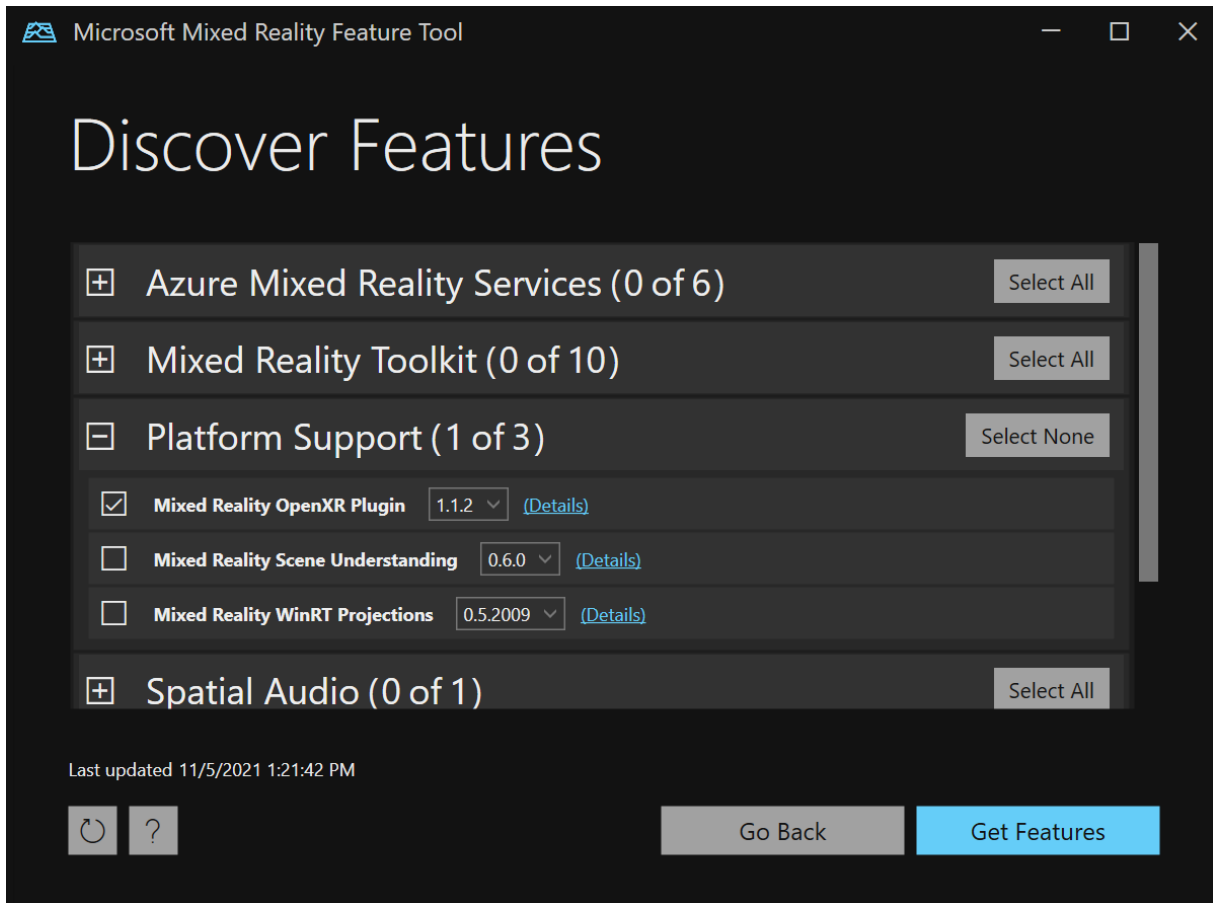 Microsoft Mixed Reality Feature Tool
Discover Features
Azure Mixed Reality Services (0 of 6) Select All
Mixed Reality Toolkit (0 of 10) Select All
Platform Support (1 of 3) Select None
Mixed Reality OpenXR Plugin 1.1.2 (Details)
Mixed Reality Scene Understanding 0.6.0 (Details)
Mixed Reality WinRT Projections 0.5.2009 (Details)
Spatial Audio (0 of 1) Select All
Last updated 11/5/2021 1:21:42 PM
? Go Back Get Features